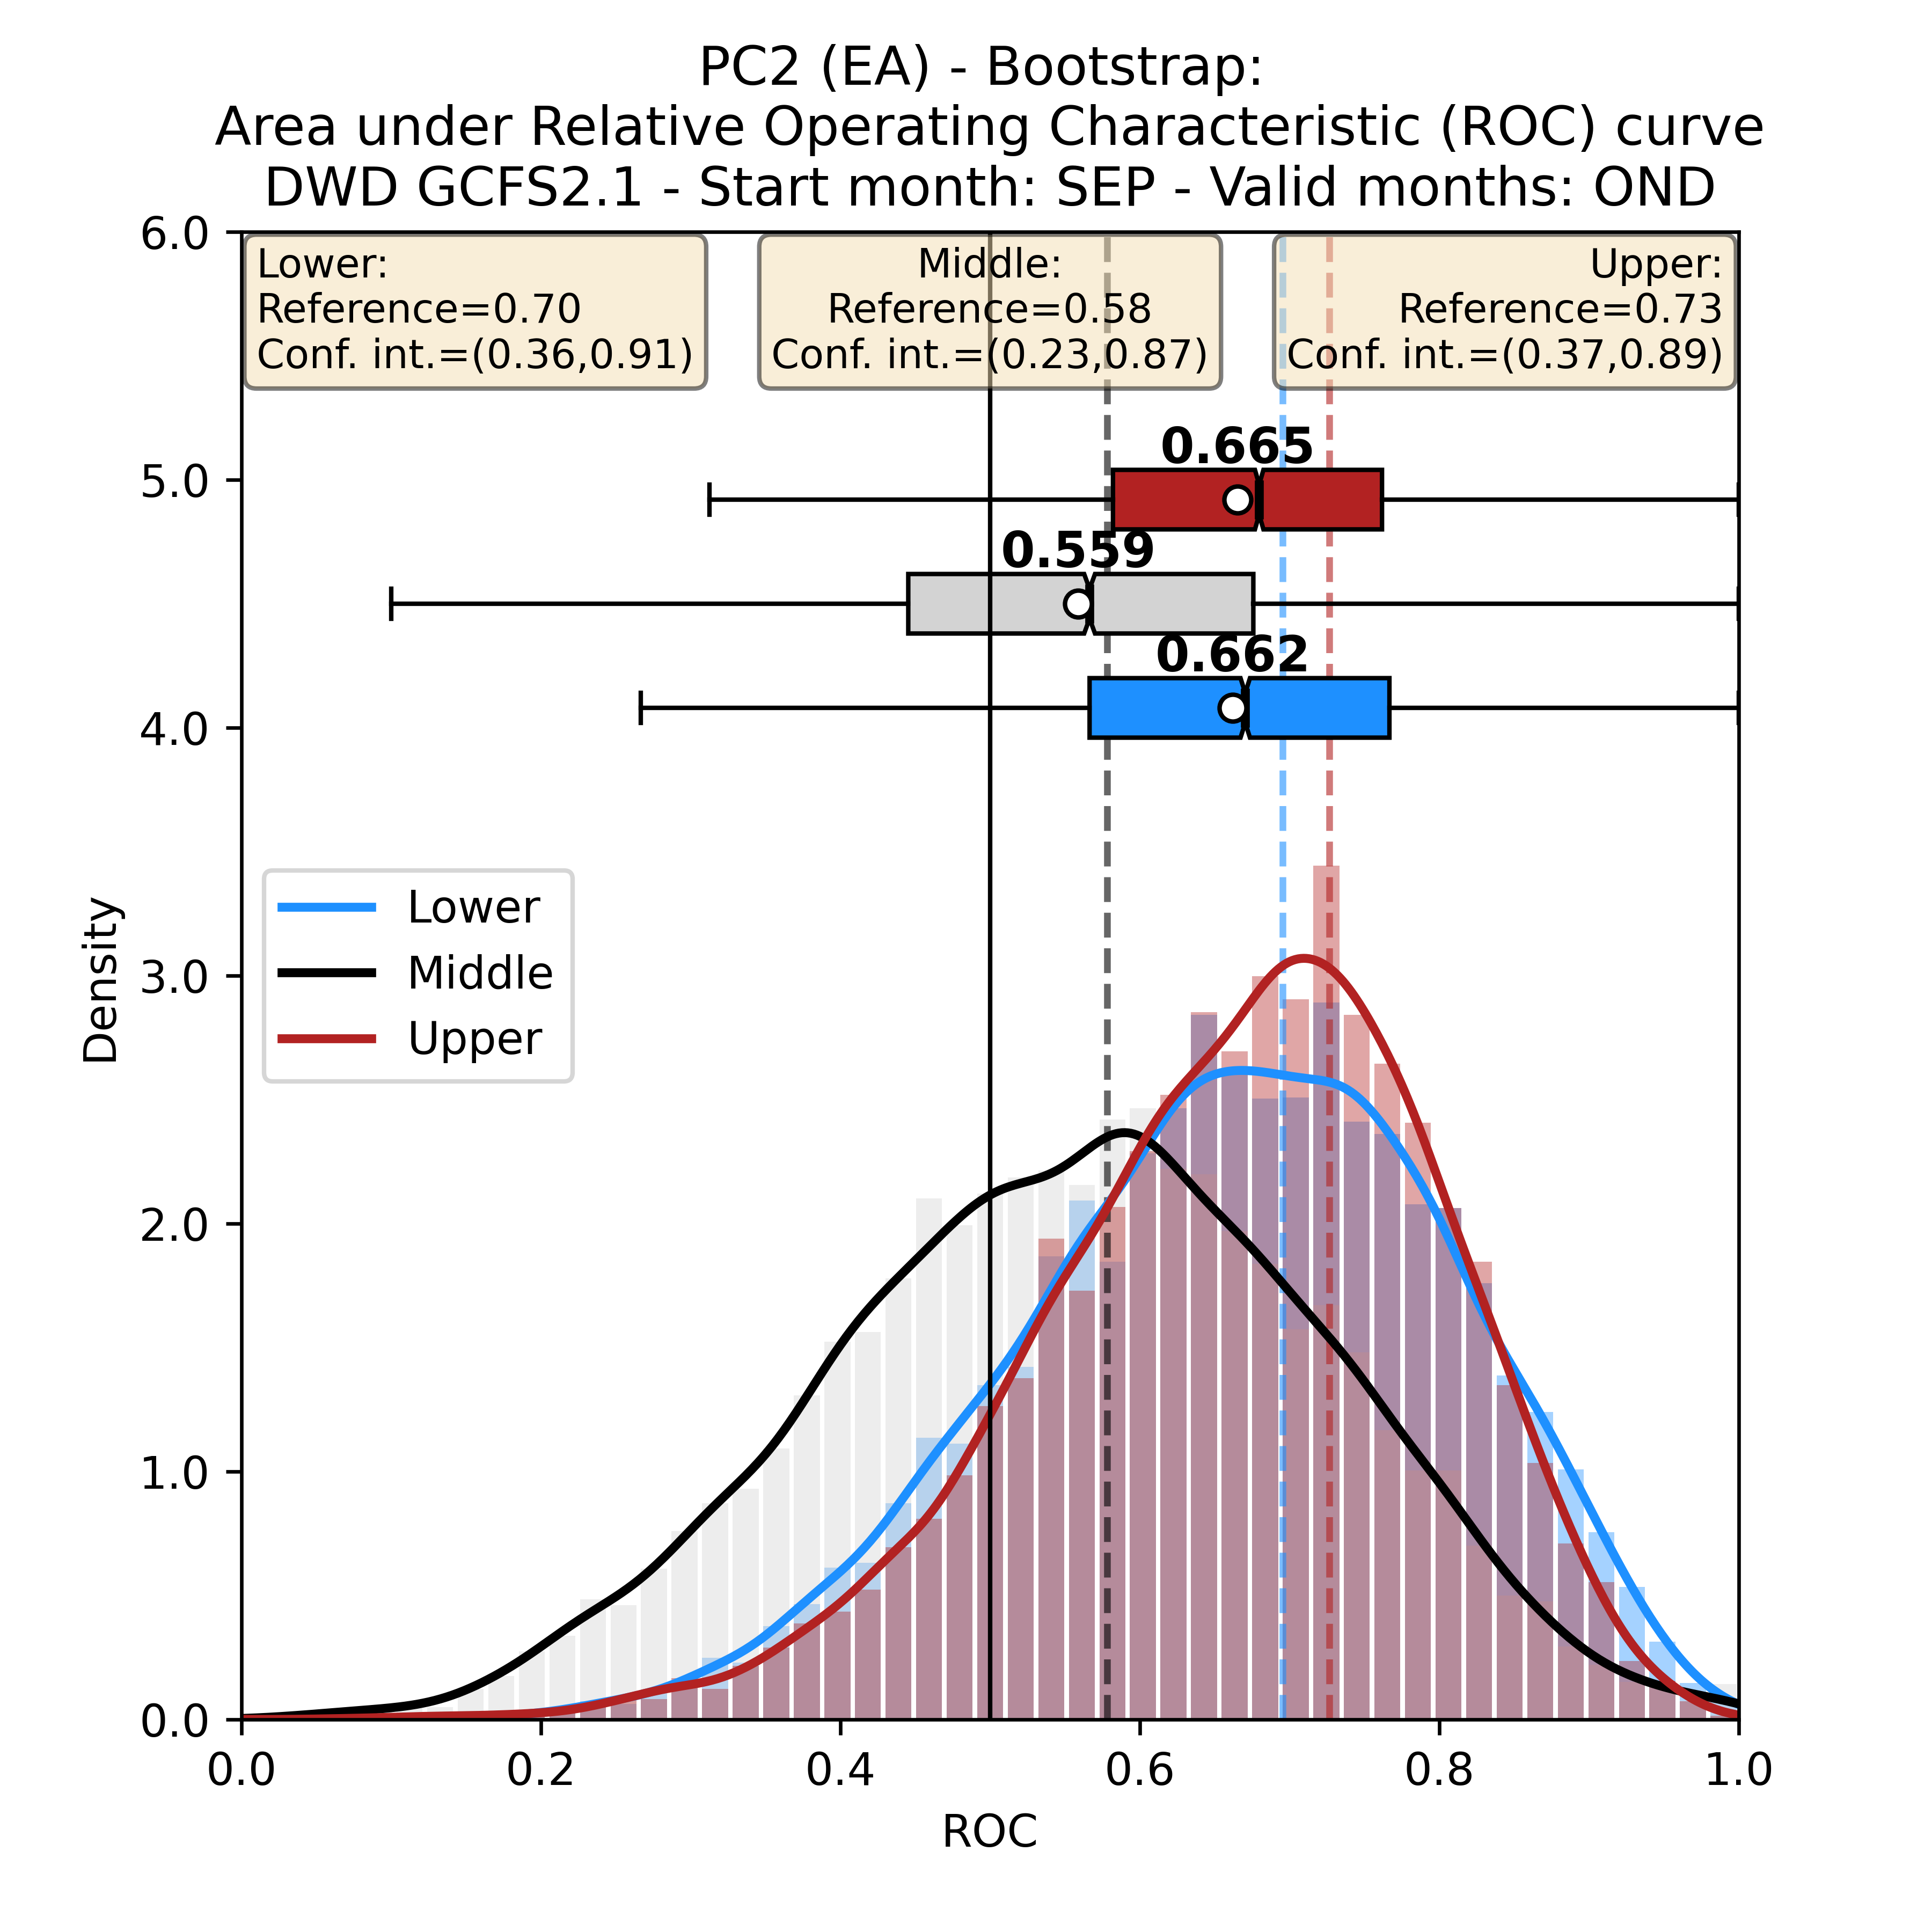 PC2 (EA) - Bootstrap:
Area under Relative Operating Characteristic (ROC) curve
DWD GCFS2.1 - Start month: SEP - Valid months: OND
6.0
Lower:
Reference=0.70
Conf. int.=(0.36,0.91)
Middle:
Reference=0.58
Conf. int.=(0.23,0.87)
Upper:
Reference=0.73
Conf. int.=(0.37,0.89)
0.665
5.0
0.559
0.662
4.0
Lower
Middle
Upper
Density
3.0
2.0
1.0
0.0
0.0
0.2
0.4
0.6
0.8
1.0
ROC